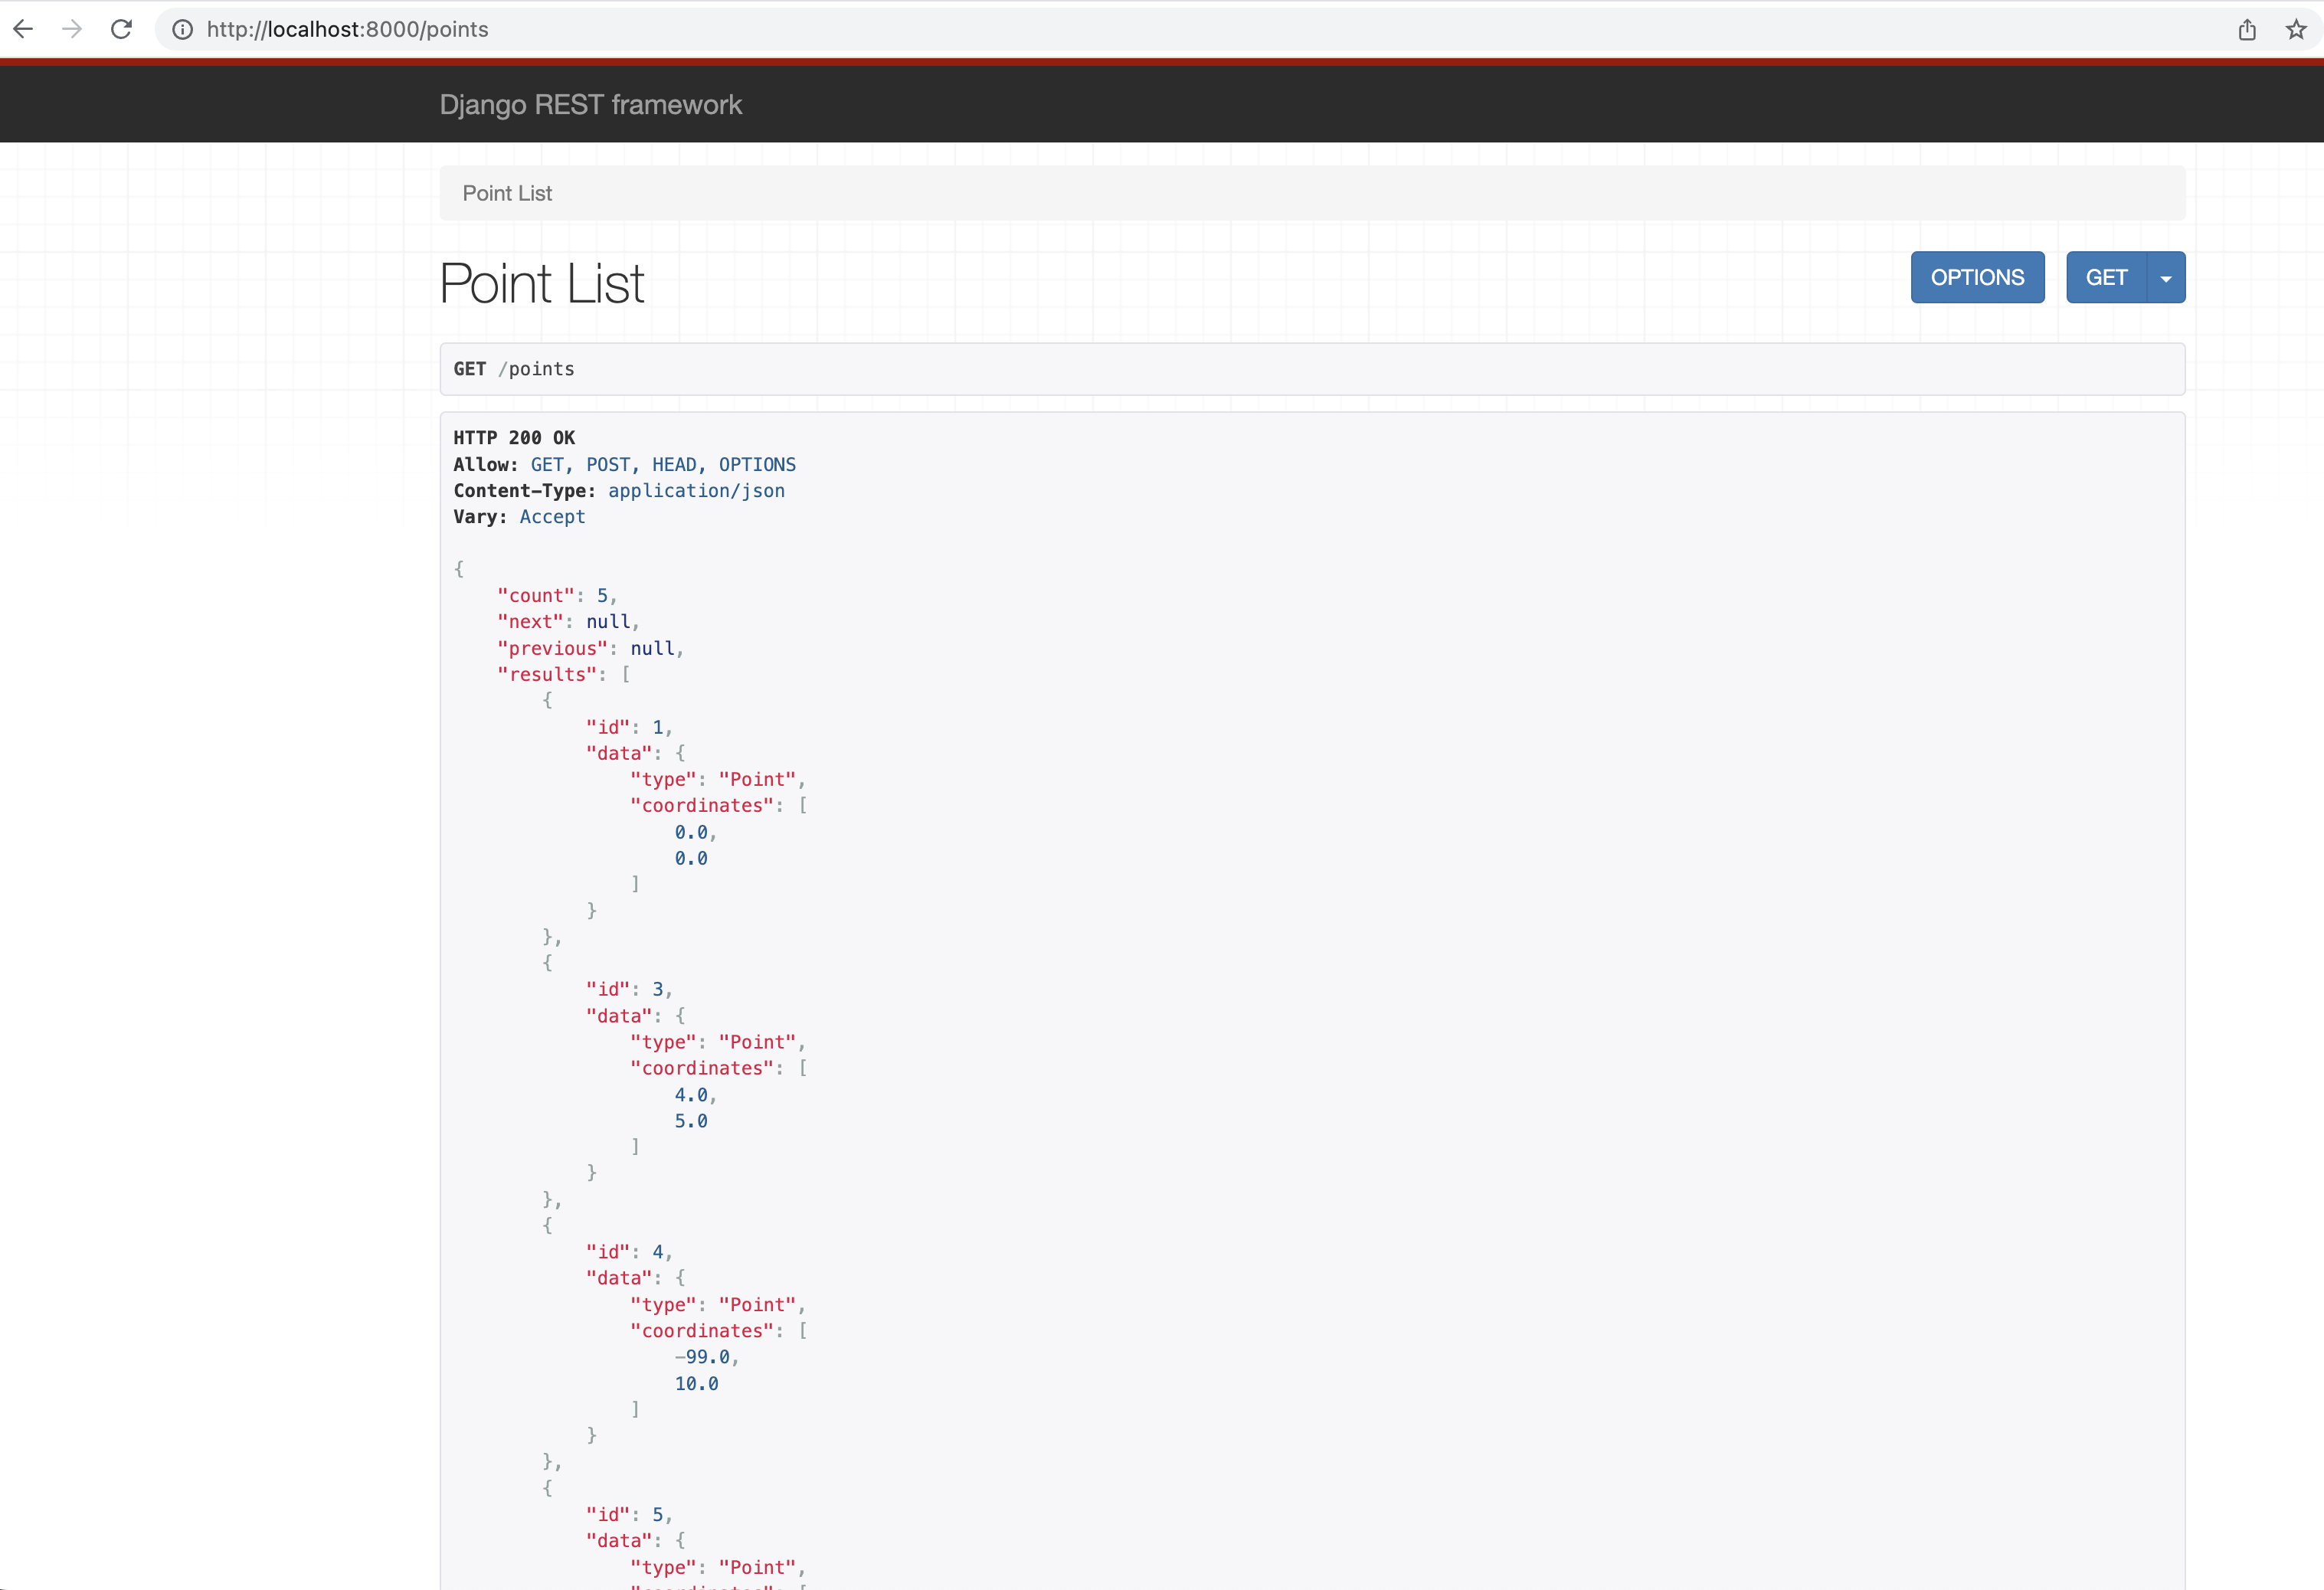 http://localhost:8000/points
Django REST framework
Point List
Point List
OPTIONS
GET
GET /points
HTTP 200 OK
Allow: GET, POST, HEAD, OPTIONS
Content-Type: application/json
Vary: Accept
{
    "count": 5,
    "next": null,
    "previous": null,
    "results": [
        {
            "id": 1,
            "data": {
                "type": "Point",
                "coordinates": [
                    0.0,
                    0.0
                ]
            }
        },
        {
            "id": 3,
            "data": {
                "type": "Point",
                "coordinates": [
                    4.0,
                    5.0
                ]
            }
        },
        {
            "id": 4,
            "data": {
                "type": "Point",
                "coordinates": [
                    -99.0,
                    10.0
                ]
            }
        },
        {
            "id": 5,
            "data": {
                "type": "Point",